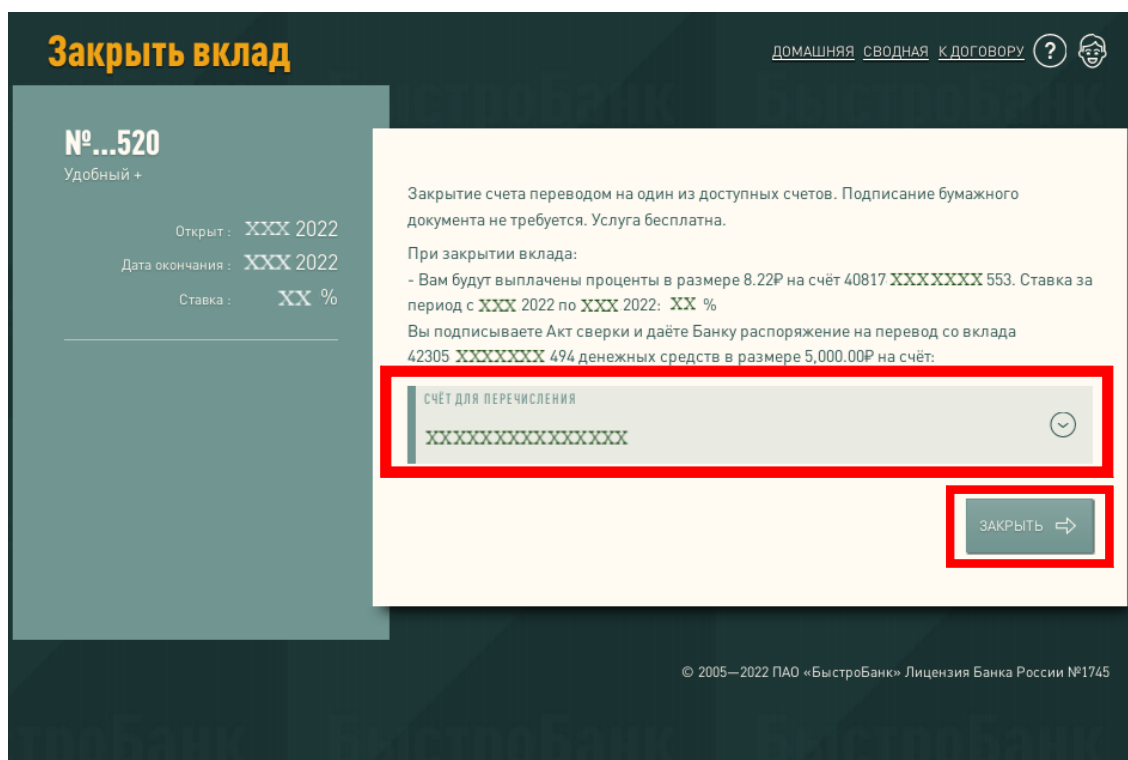 Закрыть вклад
ДОМАШНЯЯ СВОДНАЯ К ДОГОВОРУ ?
№...520
Удобный +
Открыт : XXX 2022
Дата окончания : XXX 2022
Ставка : XX %
Закрытие счета переводом на один из доступных счетов. Подписание бумажного
документа не требуется. Услуга бесплатна.
При закрытии вклада:
- Вам будут выплачены проценты в размере 8.22₽ на счёт 40817 XXXXXXX 553. Ставка за
период с XXX 2022 по XXX 2022: XX %
Вы подписываете Акт сверки и даёте Банку распоряжение на перевод со вклада
42305 XXXXXXX 494 денежных средств в размере 5,000.00₽ на счёт:
СЧЁТ ДЛЯ ПЕРЕЧИСЛЕНИЯ
XXXXXXXXXXXXXXX
ЗАКРЫТЬ
© 2005—2022 ПАО «БыстроБанк» Лицензия Банка России №1745